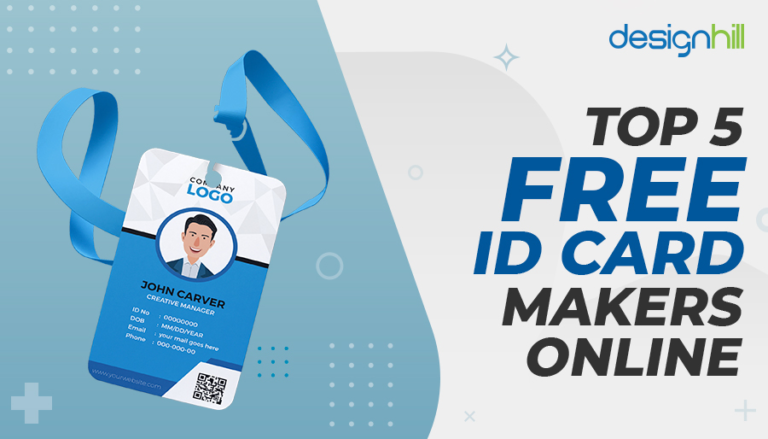 COMPANY
LOGO
JOHN CARVER
CREATIVE MANAGER
ID No : 0000000D
DOB : MM/DD/YEAR
Email : your mail goes here
Phone : 000-000-00
www.yourwebsite.com
designhill
TOP 5
FREE
ID CARD
MAKERS
ONLINE